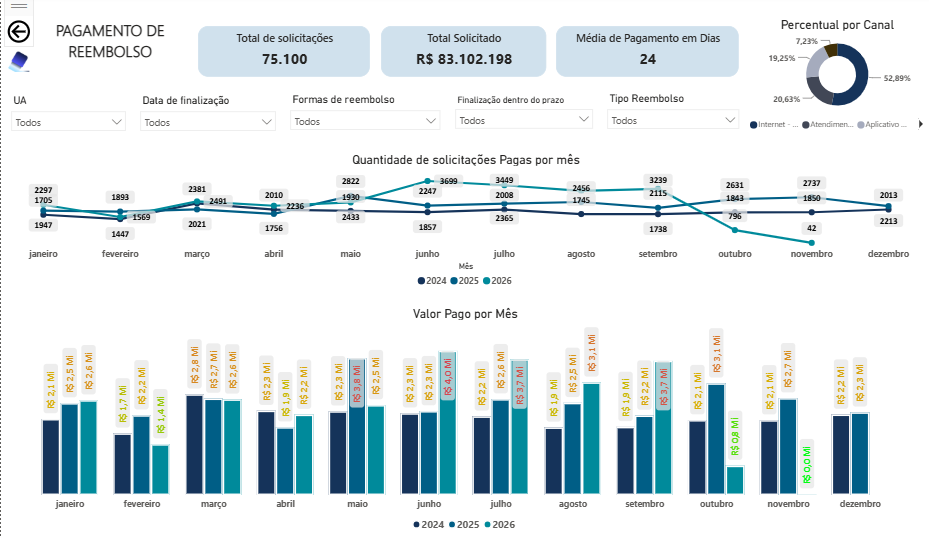 PAGAMENTO DE
REEMBOLSO
Total de solicitações
75.100
Total Solicitado
R$ 83.102.198
Média de Pagamento em Dias
24
Percentual por Canal
7,23%
19,25%
20,63%
52,89%
Internet - ...
Atendimen...
Aplicativo ...
UA
Todos
Data de finalização
Todos
Formas de reembolso
Todos
Finalização dentro do prazo
Todos
Tipo Reembolso
Todos
Quantidade de solicitações Pagas por mês
2297 1893 2381 2010 2822 3699 3449 2456 3239 2631 2737 2013
1705 1569 2491 2236 1930 2247 2008 1745 2115 1843 1850
1947 1447 2021 1756 2433 1857 2365 1738 796 42 2213
janeiro fevereiro março abril maio junho julho agosto setembro outubro novembro dezembro
Mês
2024 2025 2026
Valor Pago por Mês
R$ 2,1 Mi R$ 2,5 Mi R$ 2,6 Mi
R$ 1,7 Mi R$ 2,2 Mi R$ 1,4 Mi
R$ 2,8 Mi R$ 2,7 Mi R$ 2,6 Mi
R$ 2,3 Mi R$ 1,9 Mi R$ 2,2 Mi
R$ 2,3 Mi R$ 3,8 Mi R$ 2,5 Mi
R$ 2,3 Mi R$ 2,3 Mi R$ 4,0 Mi
R$ 2,2 Mi R$ 2,6 Mi R$ 3,7 Mi
R$ 1,9 Mi R$ 2,5 Mi R$ 3,1 Mi
R$ 1,9 Mi R$ 2,2 Mi R$ 3,7 Mi
R$ 2,1 Mi R$ 3,1 Mi R$ 0,8 Mi
R$ 2,1 Mi R$ 2,7 Mi R$ 0,0 Mi
R$ 2,2 Mi R$ 2,3 Mi
janeiro fevereiro março abril maio junho julho agosto setembro outubro novembro dezembro
2024 2025 2026